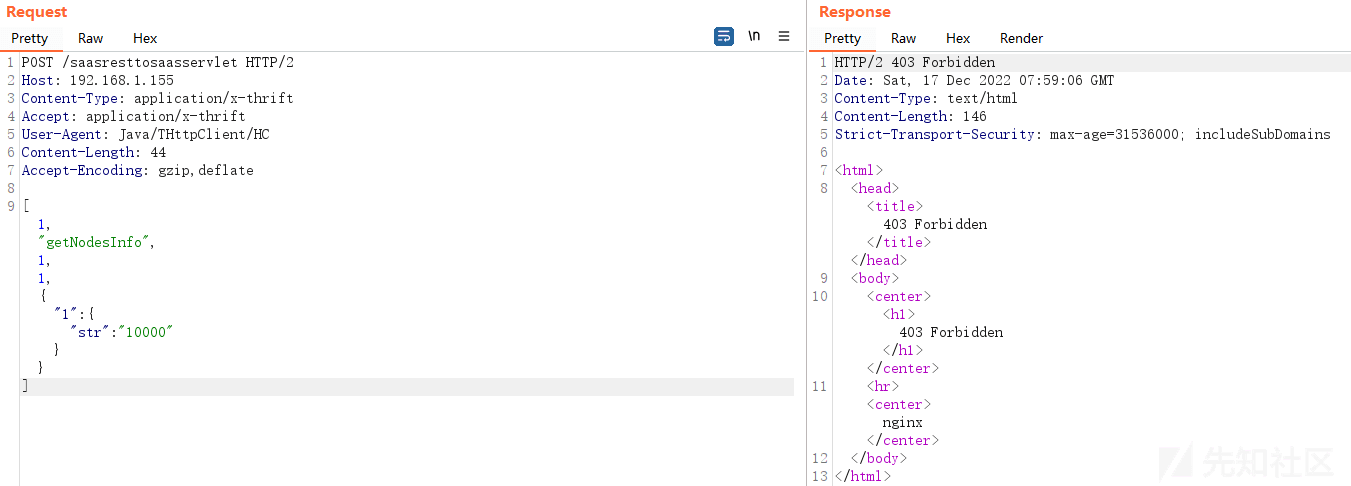 Request
Pretty Raw Hex
\n
1 POST /saasresttosaasservlet HTTP/2
2 Host: 192.168.1.155
3 Content-Type: application/x-thrift
4 Accept: application/x-thrift
5 User-Agent: Java/THttpClient/HC
6 Content-Length: 44
7 Accept-Encoding: gzip,deflate
8
9 [
1,
"getNodesInfo",
1,
1,
{
"1":{
"str":"10000"
}
}
]
Response
Pretty Raw Hex Render
1 HTTP/2 403 Forbidden
2 Date: Sat, 17 Dec 2022 07:59:06 GMT
3 Content-Type: text/html
4 Content-Length: 146
5 Strict-Transport-Security: max-age=31536000; includeSubDomains
6
7 <html>
8 <head>
<title>
403 Forbidden
</title>
</head>
9 <body>
10 <center>
<h1>
403 Forbidden
</h1>
</center>
11 <hr>
<center>
nginx
</center>
12 </body>
13 </html>
先知社区